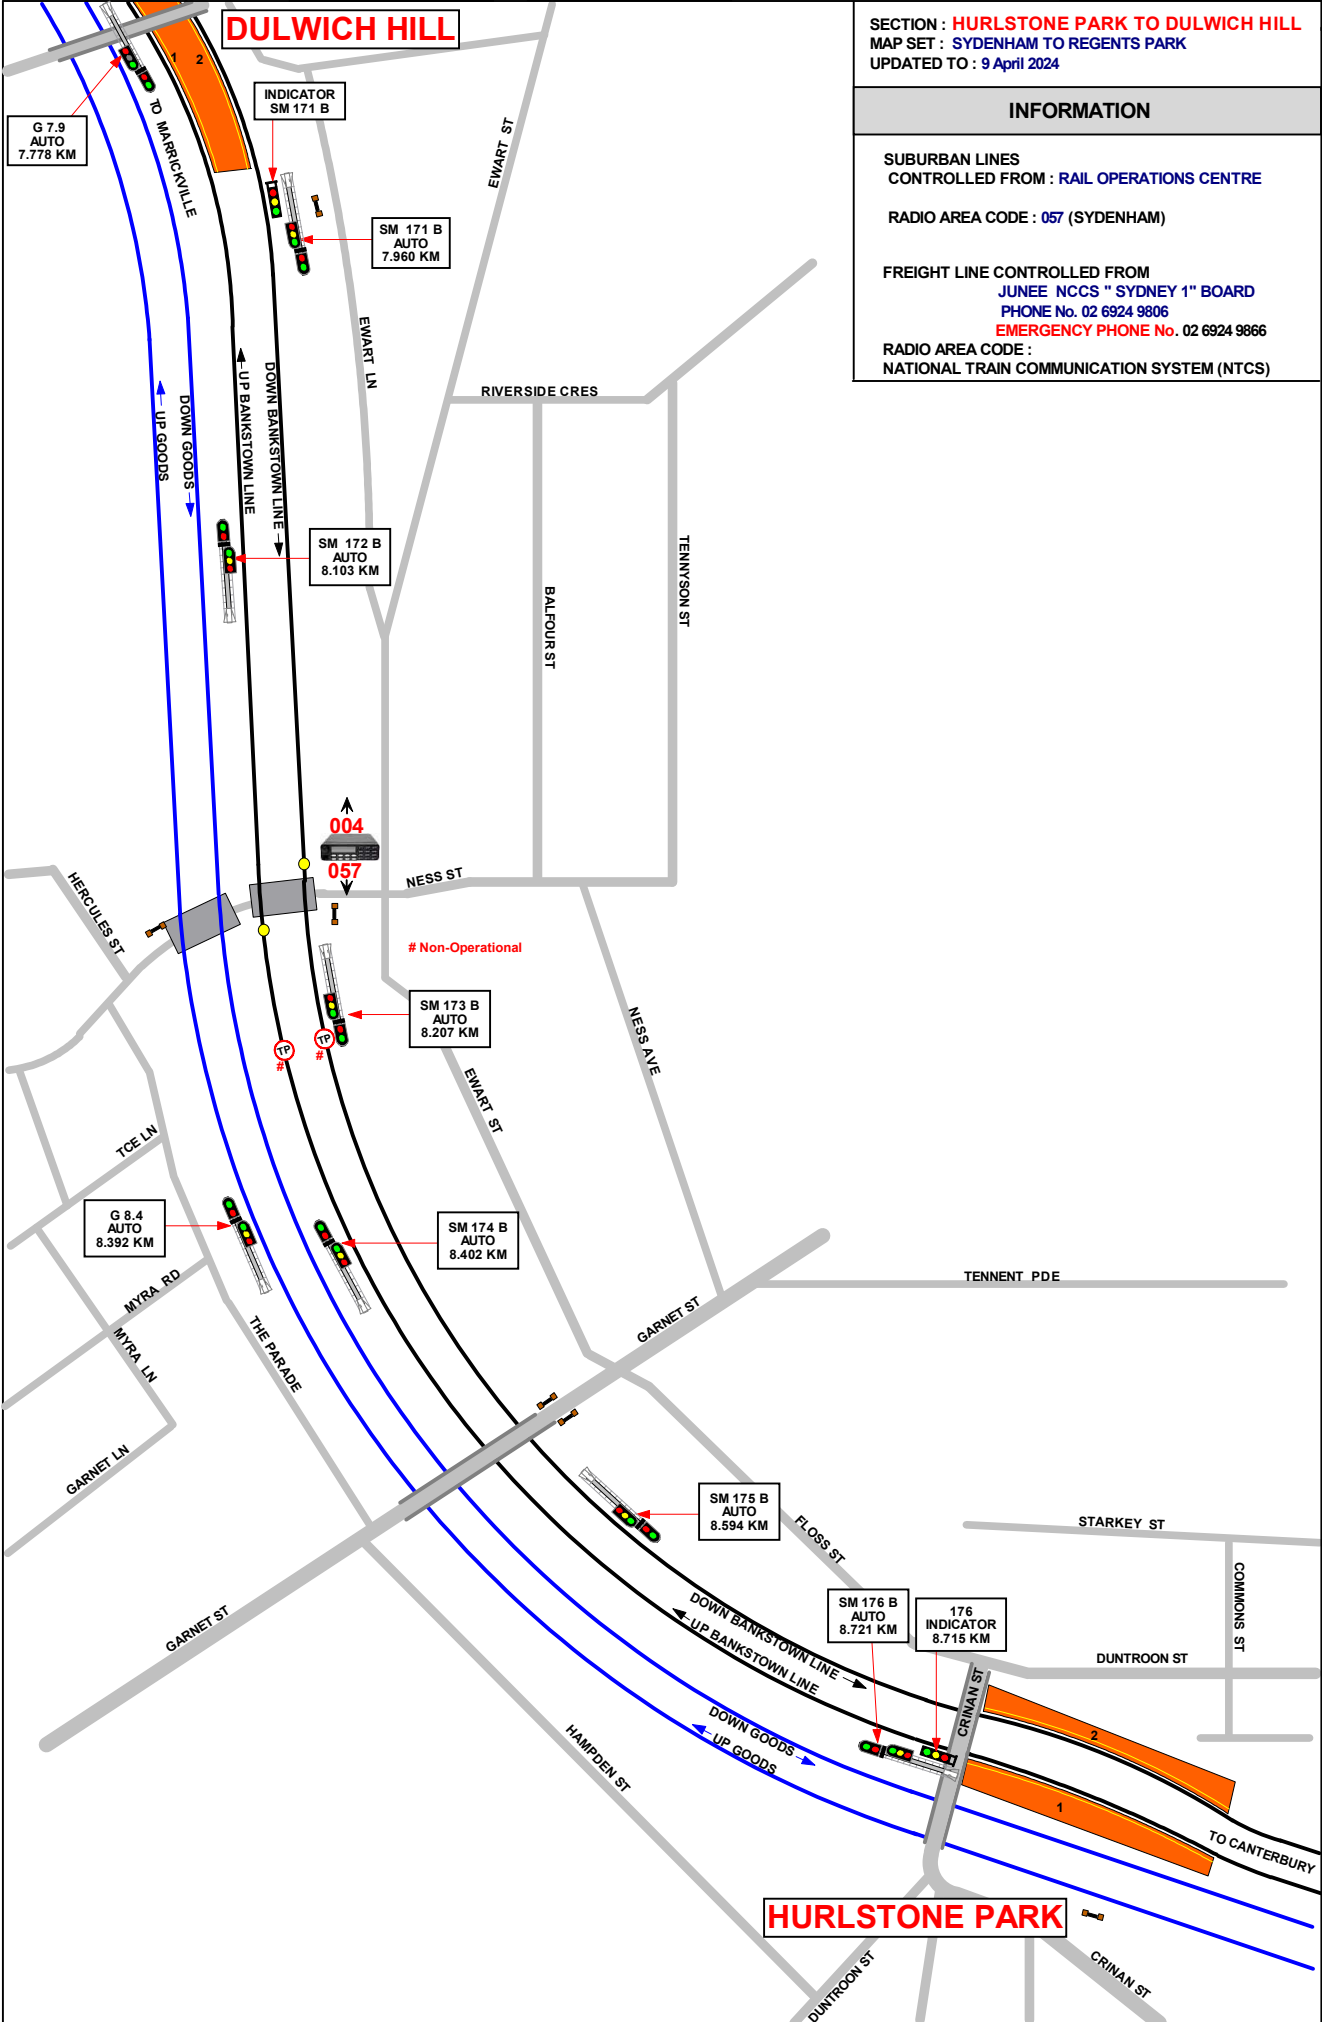 DULWICH HILL
SECTION : HURLSTONE PARK TO DULWICH HILL
MAP SET : SYDENHAM TO REGENTS PARK
UPDATED TO : 9 April 2024
INFORMATION
SUBURBAN LINES
CONTROLLED FROM : RAIL OPERATIONS CENTRE
RADIO AREA CODE : 057 (SYDENHAM)
FREIGHT LINE CONTROLLED FROM
JUNEE NCCS " SYDNEY 1" BOARD
PHONE No. 02 6924 9806
EMERGENCY PHONE No. 02 6924 9866
RADIO AREA CODE :
NATIONAL TRAIN COMMUNICATION SYSTEM (NTCS)
1
2
G 7.9
AUTO
7.778 KM
TO MARRICKVILLE
INDICATOR
SM 171 B
EWART ST
SM 171 B
AUTO
7.960 KM
EWART LN
RIVERSIDE CRES
UP GOODS
DOWN GOODS
UP BANKSTOWN LINE
DOWN BANKSTOWN LINE
SM 172 B
AUTO
8.103 KM
BALFOUR ST
TENNYSON ST
004
057
NESS ST
HERCULES ST
# Non-Operational
SM 173 B
AUTO
8.207 KM
TP
#
TP
#
NESS AVE
EWART ST
TCE LN
G 8.4
AUTO
8.392 KM
SM 174 B
AUTO
8.402 KM
MYRA RD
MYRA LN
THE PARADE
GARNET ST
TENNENT PDE
GARNET LN
SM 175 B
AUTO
8.594 KM
FLOSS ST
STARKEY ST
COMMONS ST
GARNET ST
DOWN BANKSTOWN LINE
UP BANKSTOWN LINE
SM 176 B
AUTO
8.721 KM
176
INDICATOR
8.715 KM
DUNTROON ST
CRINAN ST
DOWN GOODS
UP GOODS
HAMPDEN ST
2
1
TO CANTERBURY
HURLSTONE PARK
DUNTROON ST
CRINAN ST